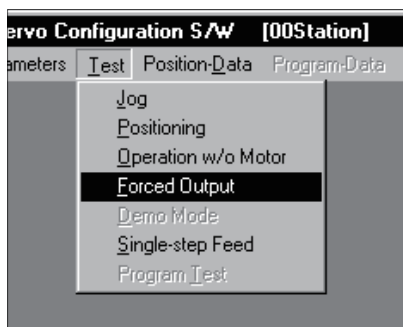 ervo Configuration S/W [00Station]
ameters Test Position-Data Program-Data
Jog
Positioning
Operation w/o Motor
Forced Output
Demo Mode
Single-step Feed
Program Test